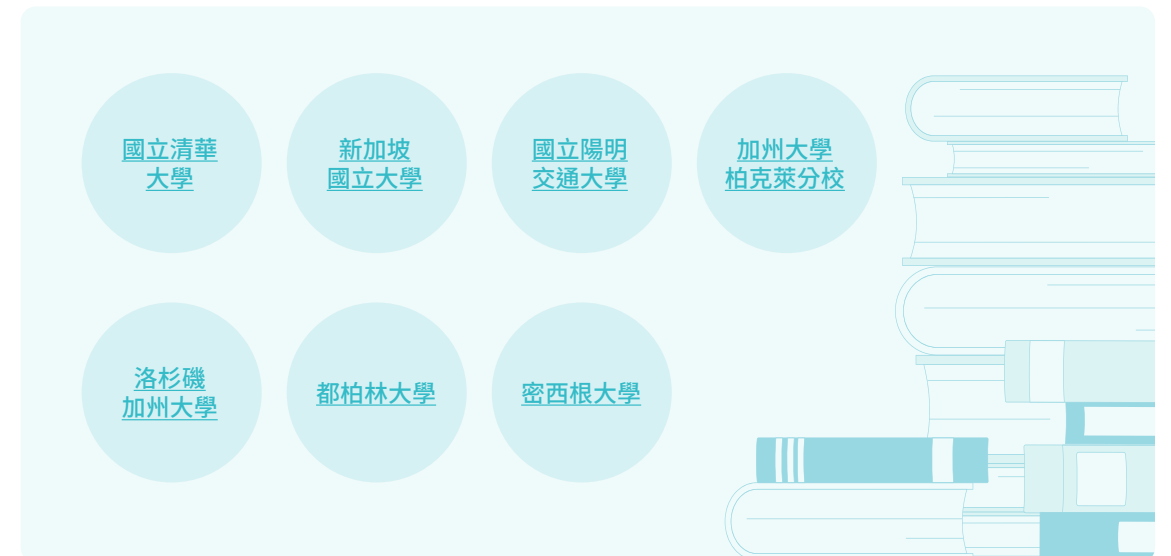 國立清華
大學
新加坡
國立大學
國立陽明
交通大學
加州大學
柏克萊分校
洛杉磯
加州大學
都柏林大學
密西根大學